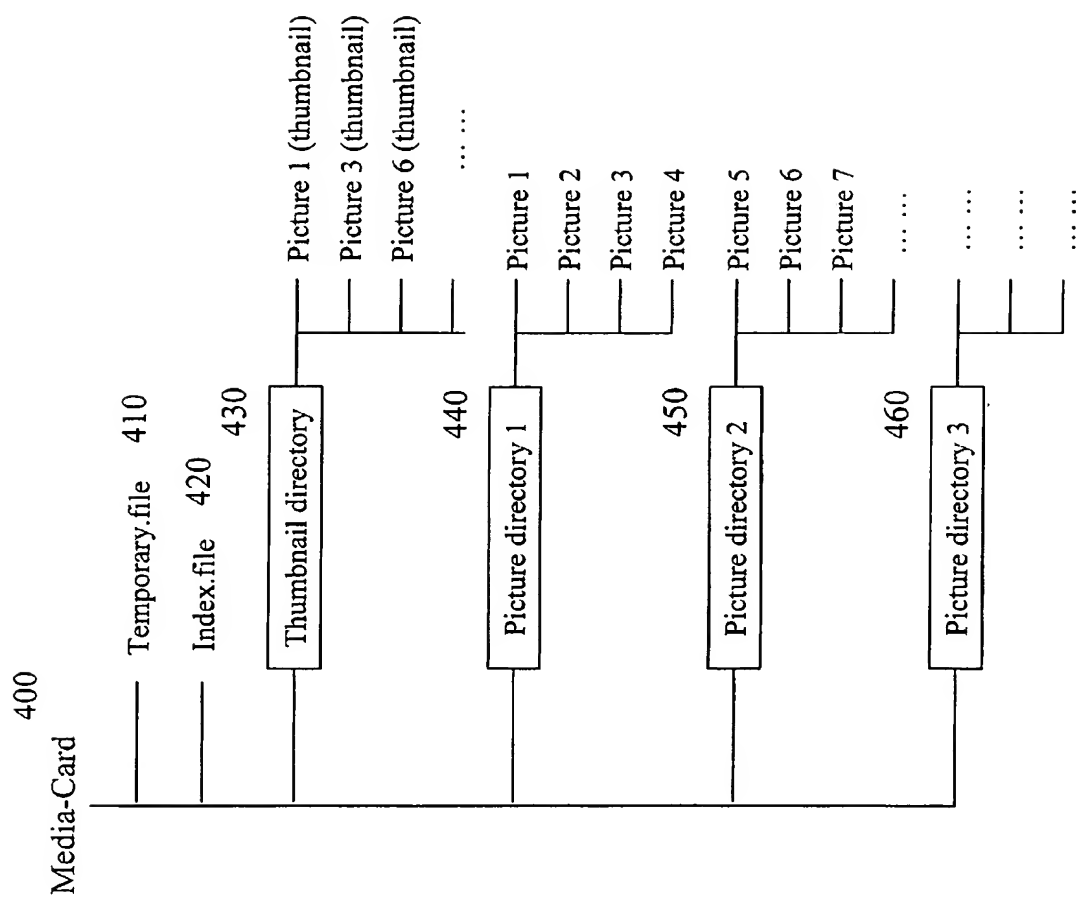 400
Media-Card
Temporary.file 410
Index.file 420
430
Thumbnail directory
Picture 1 (thumbnail)
Picture 3 (thumbnail)
Picture 6 (thumbnail)
... ...
440
Picture directory 1
Picture 1
Picture 2
Picture 3
Picture 4
450
Picture directory 2
Picture 5
Picture 6
Picture 7
... ...
460
Picture directory 3
... ...
... ...
... ...